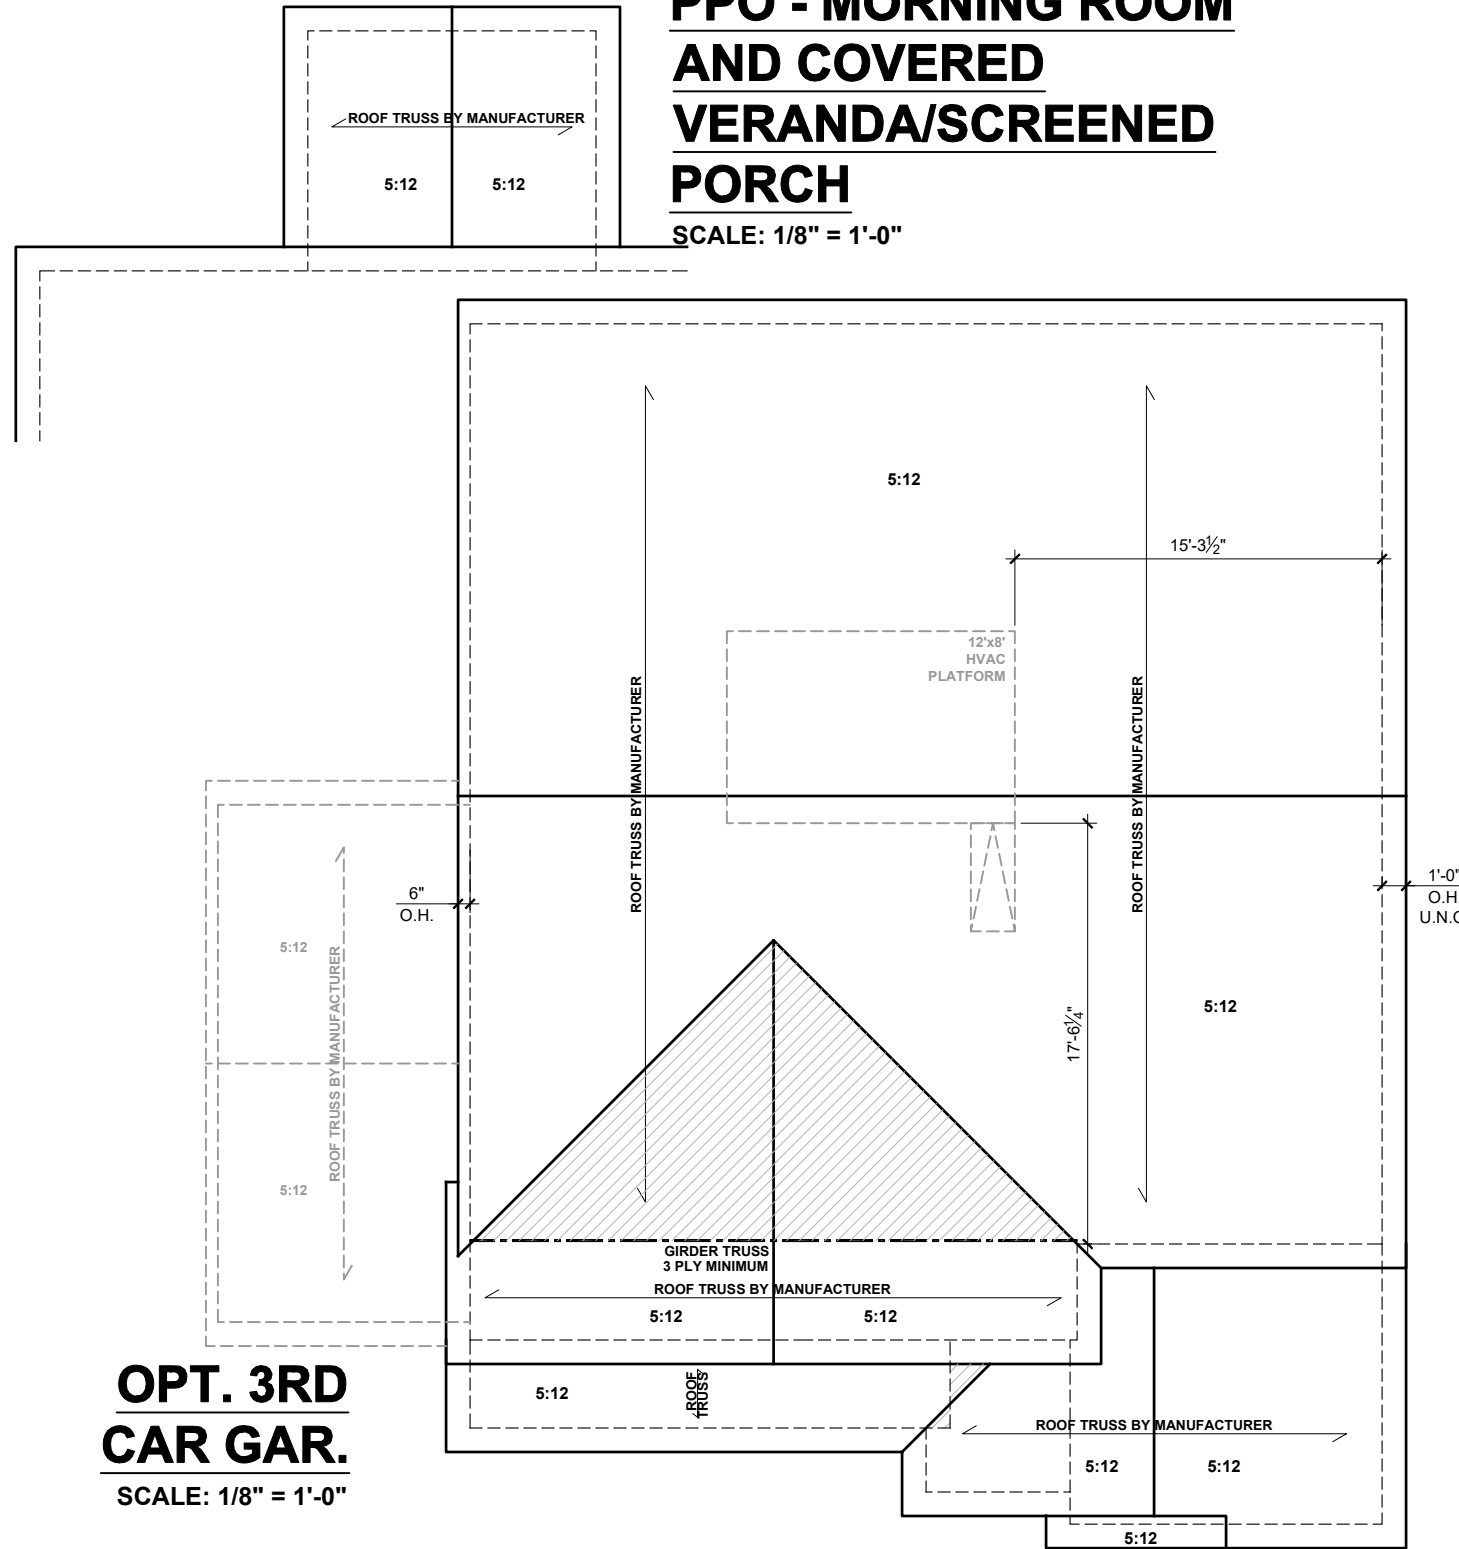 PPO - MORNING ROOM
AND COVERED
VERANDA/SCREENED
PORCH
SCALE: 1/8" = 1'-0"
ROOF TRUSS BY MANUFACTURER
5:12
5:12
5:12
15'-3½"
12'x8'
HVAC
PLATFORM
ROOF TRUSS BY MANUFACTURER
ROOF TRUSS BY MANUFACTURER
6"
O.H.
1'-0"
O.H.
5:12
ROOF TRUSS BY MANUFACTURER
5:12
17'-6¼"
5:12
GIRDER TRUSS
3 PLY MINIMUM
ROOF TRUSS BY MANUFACTURER
5:12
5:12
5:12
ROOF
TRUSS
OPT. 3RD
CAR GAR.
SCALE: 1/8" = 1'-0"
ROOF TRUSS BY MANUFACTURER
5:12
5:12
5:12